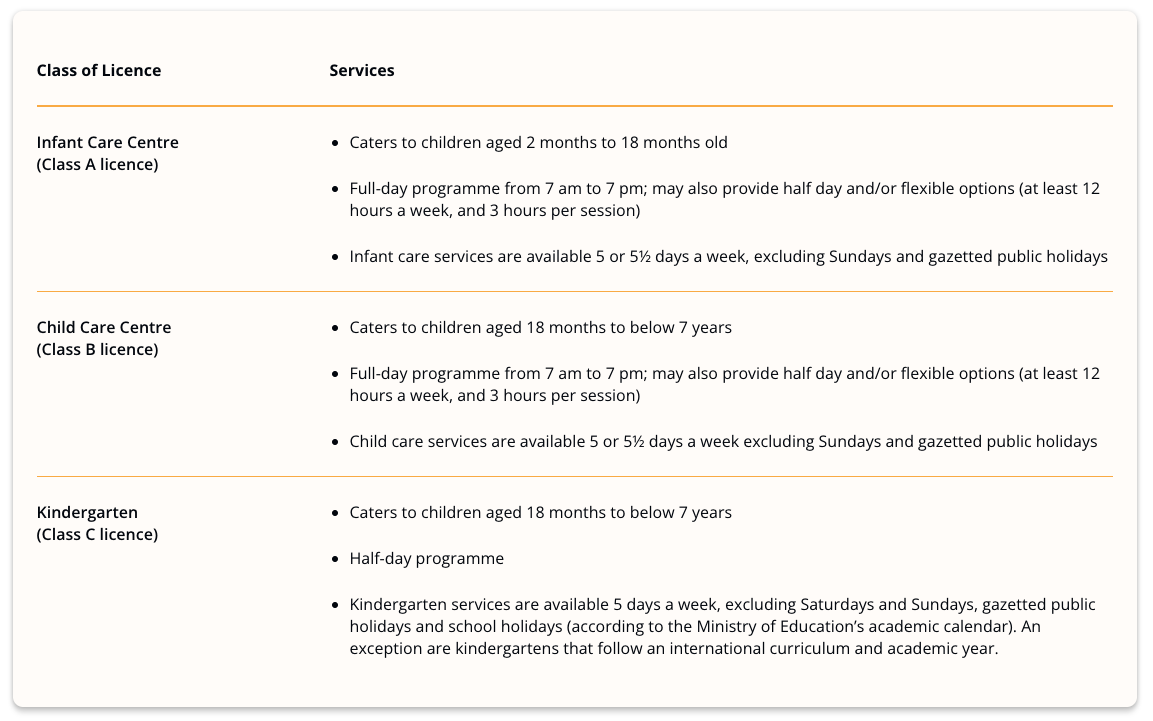 Class of Licence
Services
Infant Care Centre
(Class A licence)
• Caters to children aged 2 months to 18 months old
• Full-day programme from 7 am to 7 pm; may also provide half day and/or flexible options (at least 12
hours a week, and 3 hours per session)
• Infant care services are available 5 or 5½ days a week, excluding Sundays and gazetted public holidays
Child Care Centre
(Class B licence)
• Caters to children aged 18 months to below 7 years
• Full-day programme from 7 am to 7 pm; may also provide half day and/or flexible options (at least 12
hours a week, and 3 hours per session)
• Child care services are available 5 or 5½ days a week excluding Sundays and gazetted public holidays
Kindergarten
(Class C licence)
• Caters to children aged 18 months to below 7 years
• Half-day programme
• Kindergarten services are available 5 days a week, excluding Saturdays and Sundays, gazetted public
holidays and school holidays (according to the Ministry of Education’s academic calendar). An
exception are kindergartens that follow an international curriculum and academic year.